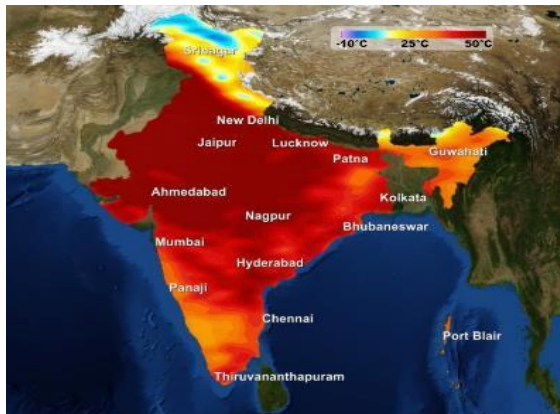 -10°C 25°C 50°C
Srinagar
New Delhi
Jaipur Lucknow
Patna
Guwahati
Ahmedabad
Kolkata
Nagpur
Bhubaneswar
Mumbai
Hyderabad
Panaji
Chennai
Port Blair
Thiruvananthapuram